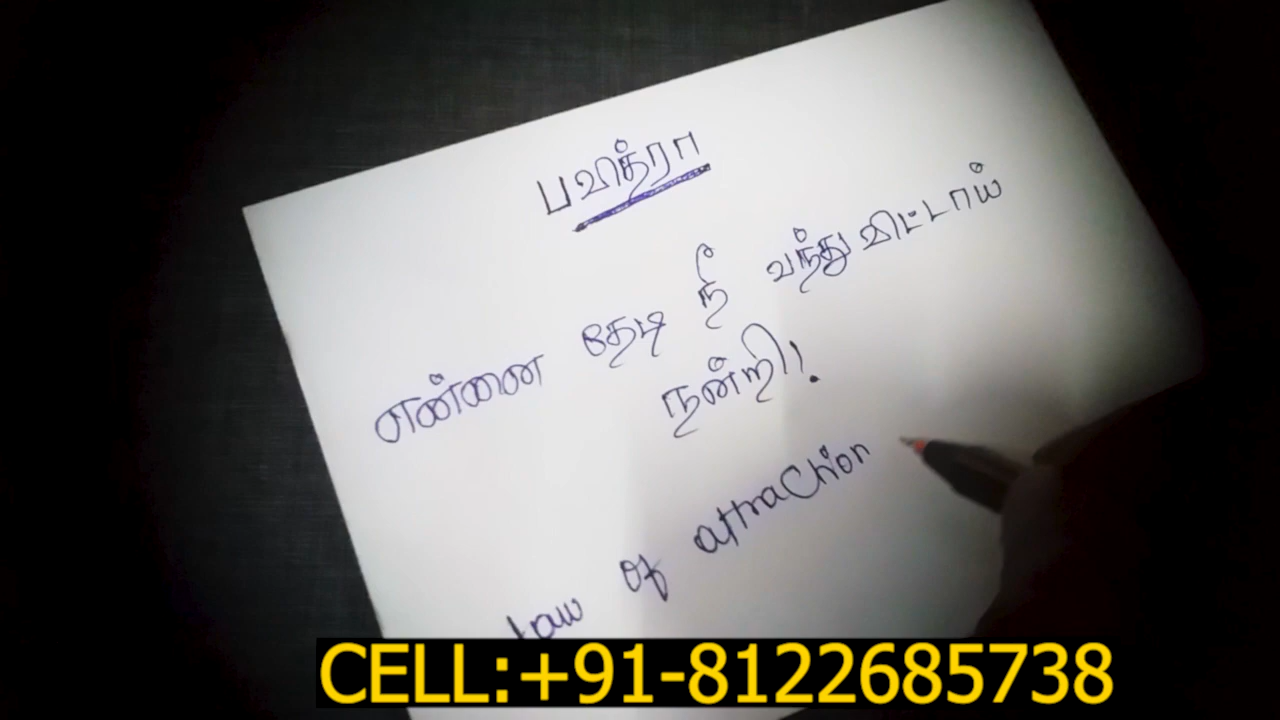 பவித்ரா
என்னை தேடி நீ வந்து விட்டாய்
நன்றி!
Law of attraction
CELL:+91-8122685738